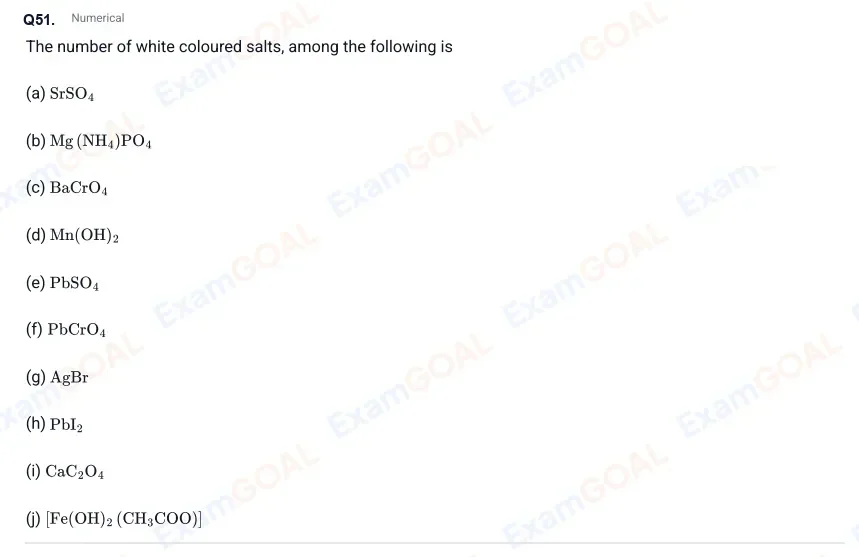 Q51. Numerical
The number of white coloured salts, among the following is
(a) SrSO₄
(b) Mg (NH₄)PO₄
(c) BaCrO₄
(d) Mn(OH)₂
(e) PbSO₄
(f) PbCrO₄
(g) AgBr
(h) PbI₂
(i) CaC₂O₄
(j) [Fe(OH)₂ (CH₃COO)]
ExamGOAL